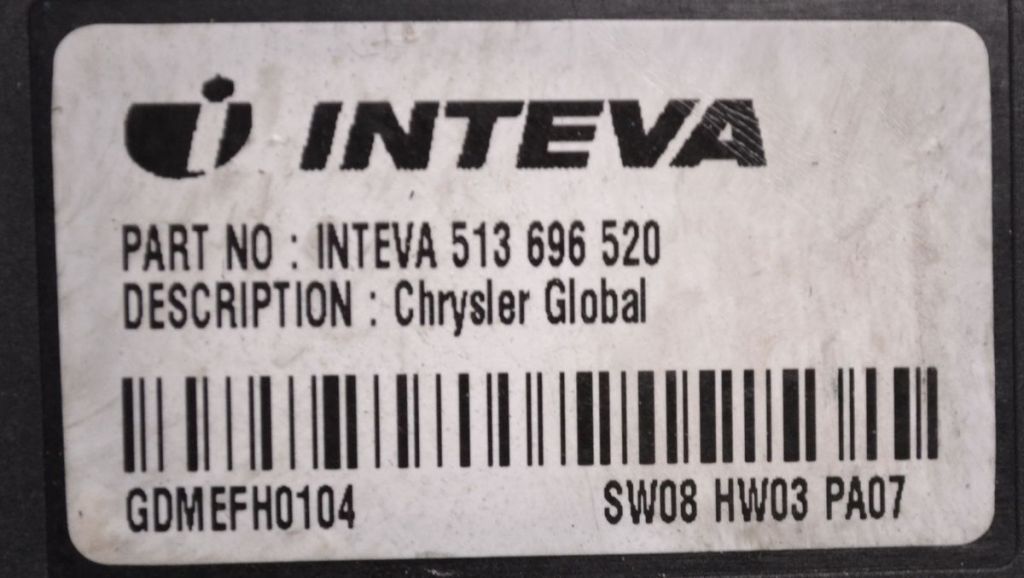 INTEVA
PART NO : INTEVA 513 696 520
DESCRIPTION : Chrysler Global
GDMEFH0104 SW08 HW03 PA07